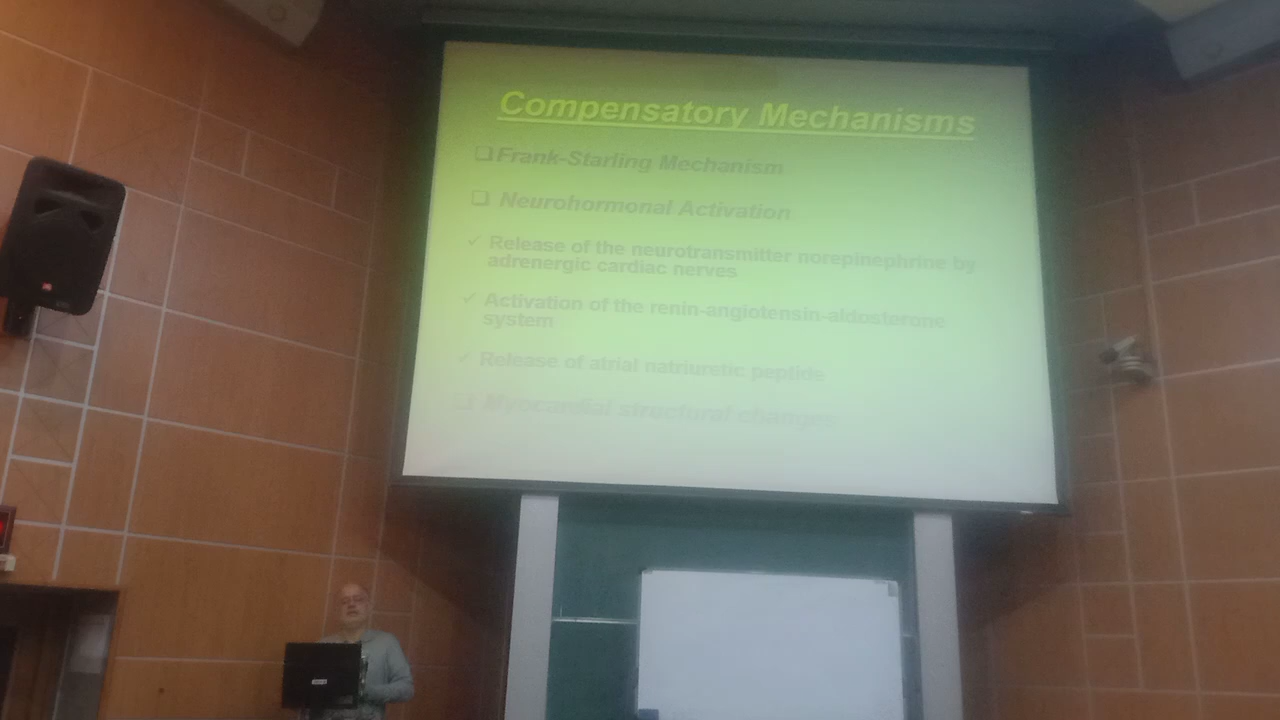 Compensatory Mechanisms
Frank-Starling Mechanism
Neurohormonal Activation
Release of the neurotransmitter norepinephrine by
adrenergic cardiac nerves
Activation of the renin-angiotensin-aldosterone
system
Release of atrial natriuretic peptide
Myocardial structural changes